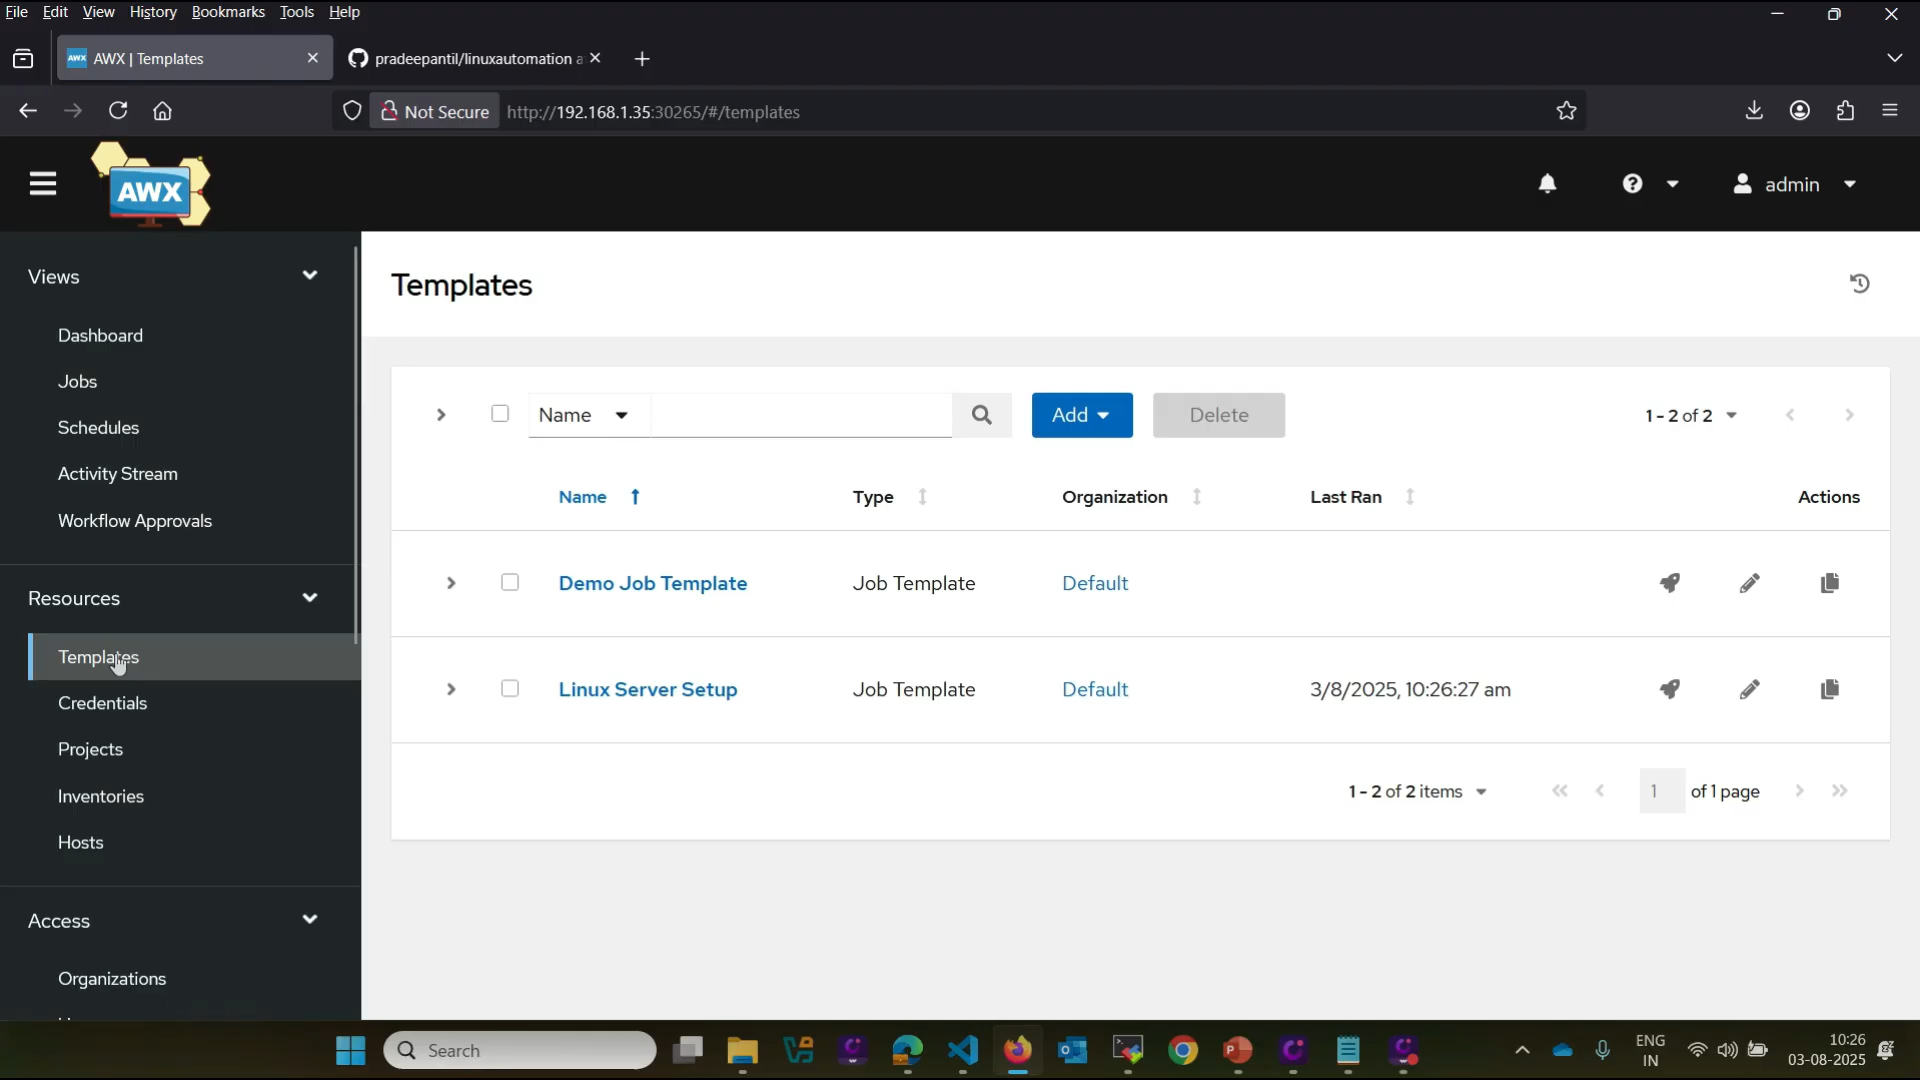 File Edit View History Bookmarks Tools Help
AWX AWX | Templates
pradeepantil/linuxautomation
Not Secure http://192.168.1.35:30265/#/templates
AWX
admin
Views
Dashboard
Jobs
Schedules
Activity Stream
Workflow Approvals
Resources
Templates
Credentials
Projects
Inventories
Hosts
Access
Organizations
Templates
Name Add Delete 1 - 2 of 2
Name Type Organization Last Ran Actions
Demo Job Template Job Template Default
Linux Server Setup Job Template Default 3/8/2025, 10:26:27 am
1 - 2 of 2 items 1 of 1 page
Search
ENG
IN
10:26
03-08-2025